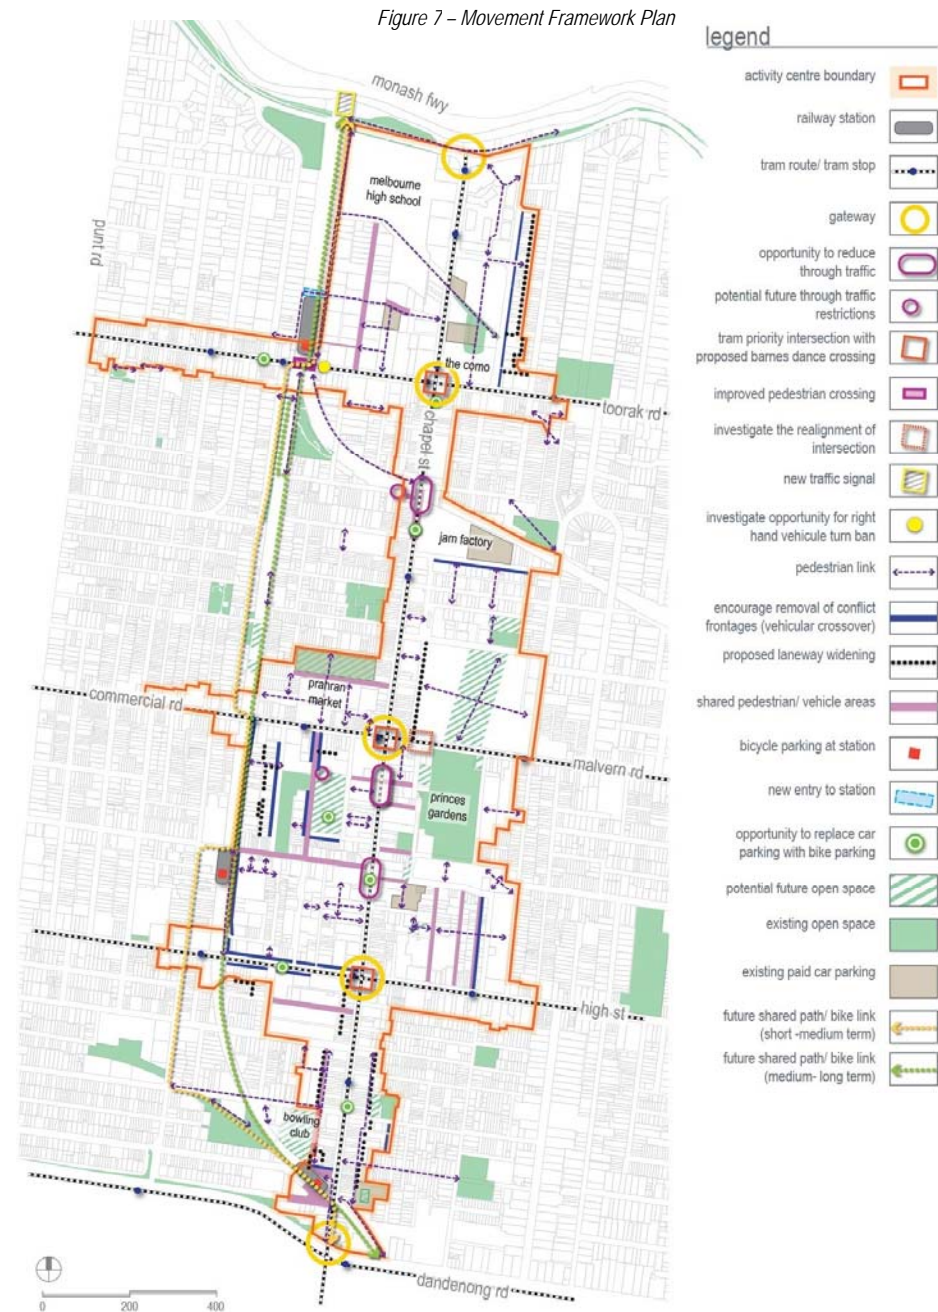 Figure 7 – Movement Framework Plan
legend
activity centre boundary
railway station
tram route/ tram stop
gateway
opportunity to reduce
through traffic
potential future through traffic
restrictions
tram priority intersection with
proposed barnes dance crossing
improved pedestrian crossing
investigate the realignment of
intersection
new traffic signal
investigate opportunity for right
hand vehicule turn ban
pedestrian link
encourage removal of conflict
frontages (vehicular crossover)
proposed laneway widening
shared pedestrian/ vehicle areas
bicycle parking at station
new entry to station
opportunity to replace car
parking with bike parking
potential future open space
existing open space
existing paid car parking
future shared path/ bike link
(short -medium term)
future shared path/ bike link
(medium- long term)
monash fwy
melbourne
high school
punt rd
the como
toorak rd
chapel st
jam factory
prahran
market
commercial rd
malvern rd
princes
gardens
high st
bowling
club
dandenong rd
0
200
400